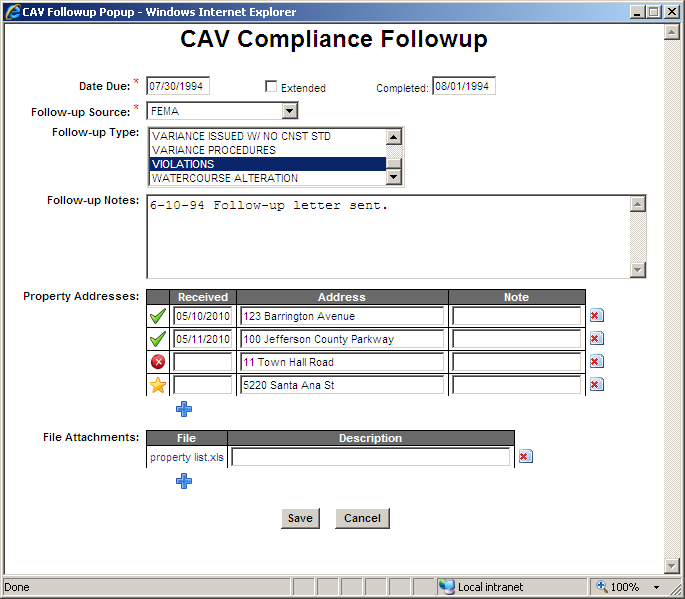 CAV Followup Popup - Windows Internet Explorer
CAV Compliance Followup
Date Due: * 07/30/1994 Extended Completed: 08/01/1994
Follow-up Source: * FEMA
Follow-up Type:
VARIANCE ISSUED W/ NO CNST STD
VARIANCE PROCEDURES
VIOLATIONS
WATERCOURSE ALTERATION
Follow-up Notes: 6-10-94 Follow-up letter sent.
Property Addresses: Received Address Note
05/10/2010 123 Barrington Avenue
05/11/2010 100 Jefferson County Parkway
11 Town Hall Road
5220 Santa Ana St
File Attachments: File Description
property list.xls
Save Cancel
Done Local intranet 100%